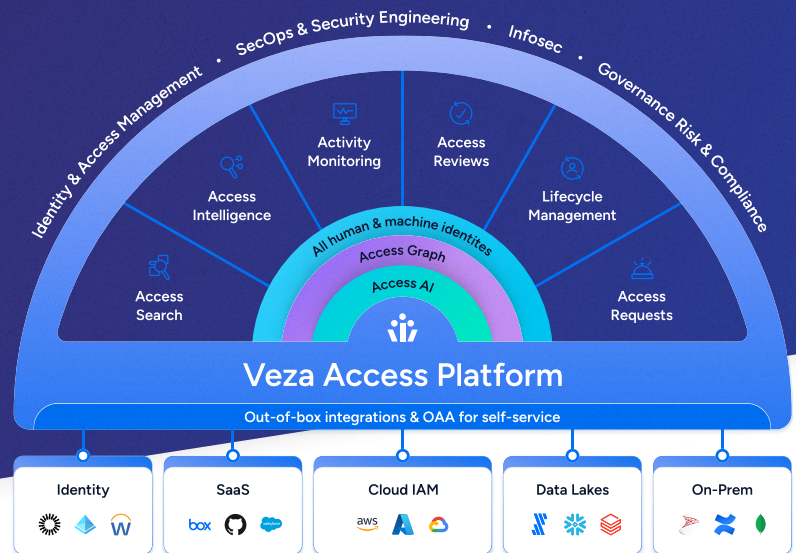 Identity & Access Management • SecOps & Security Engineering • Infosec • Governance Risk & Compliance
Access
Search
Access
Intelligence
Activity
Monitoring
Access
Reviews
Lifecycle
Management
Access
Requests
All human & machine identites
Access Graph
Access AI
Veza Access Platform
Out-of-box integrations & OAA for self-service
Identity
SaaS
Cloud IAM
Data Lakes
On-Prem
box
salesforce
aws